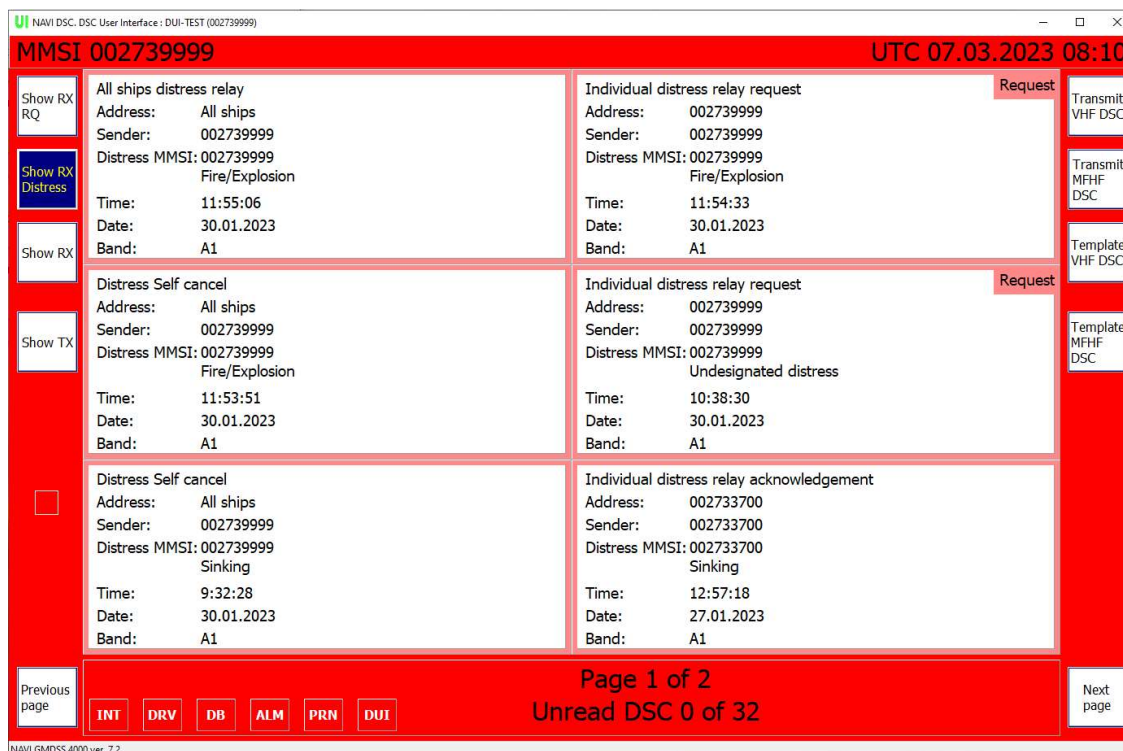 UI NAVI DSC. DSC User Interface : DUI-TEST (002739999)
MMSI 002739999
UTC 07.03.2023 08:10
Show RX
RQ
Show RX
Distress
Show RX
Show TX
Previous
page
All ships distress relay
Address: All ships
Sender: 002739999
Distress MMSI: 002739999
Fire/Explosion
Time: 11:55:06
Date: 30.01.2023
Band: A1
Individual distress relay request
Request
Address: 002739999
Sender: 002739999
Distress MMSI: 002739999
Fire/Explosion
Time: 11:54:33
Date: 30.01.2023
Band: A1
Distress Self cancel
Address: All ships
Sender: 002739999
Distress MMSI: 002739999
Fire/Explosion
Time: 11:53:51
Date: 30.01.2023
Band: A1
Individual distress relay request
Request
Address: 002739999
Sender: 002739999
Distress MMSI: 002739999
Undesignated distress
Time: 10:38:30
Date: 30.01.2023
Band: A1
Distress Self cancel
Address: All ships
Sender: 002739999
Distress MMSI: 002739999
Sinking
Time: 9:32:28
Date: 30.01.2023
Band: A1
Individual distress relay acknowledgement
Address: 002733700
Sender: 002733700
Distress MMSI: 002733700
Sinking
Time: 12:57:18
Date: 27.01.2023
Band: A1
Transmit
VHF DSC
Transmit
MFHF
DSC
Template
VHF DSC
Template
MFHF
DSC
Next
page
Page 1 of 2
Unread DSC 0 of 32
INT DRV DB ALM PRN DUI
NAVI GMDSS 4000 ver. 7.2